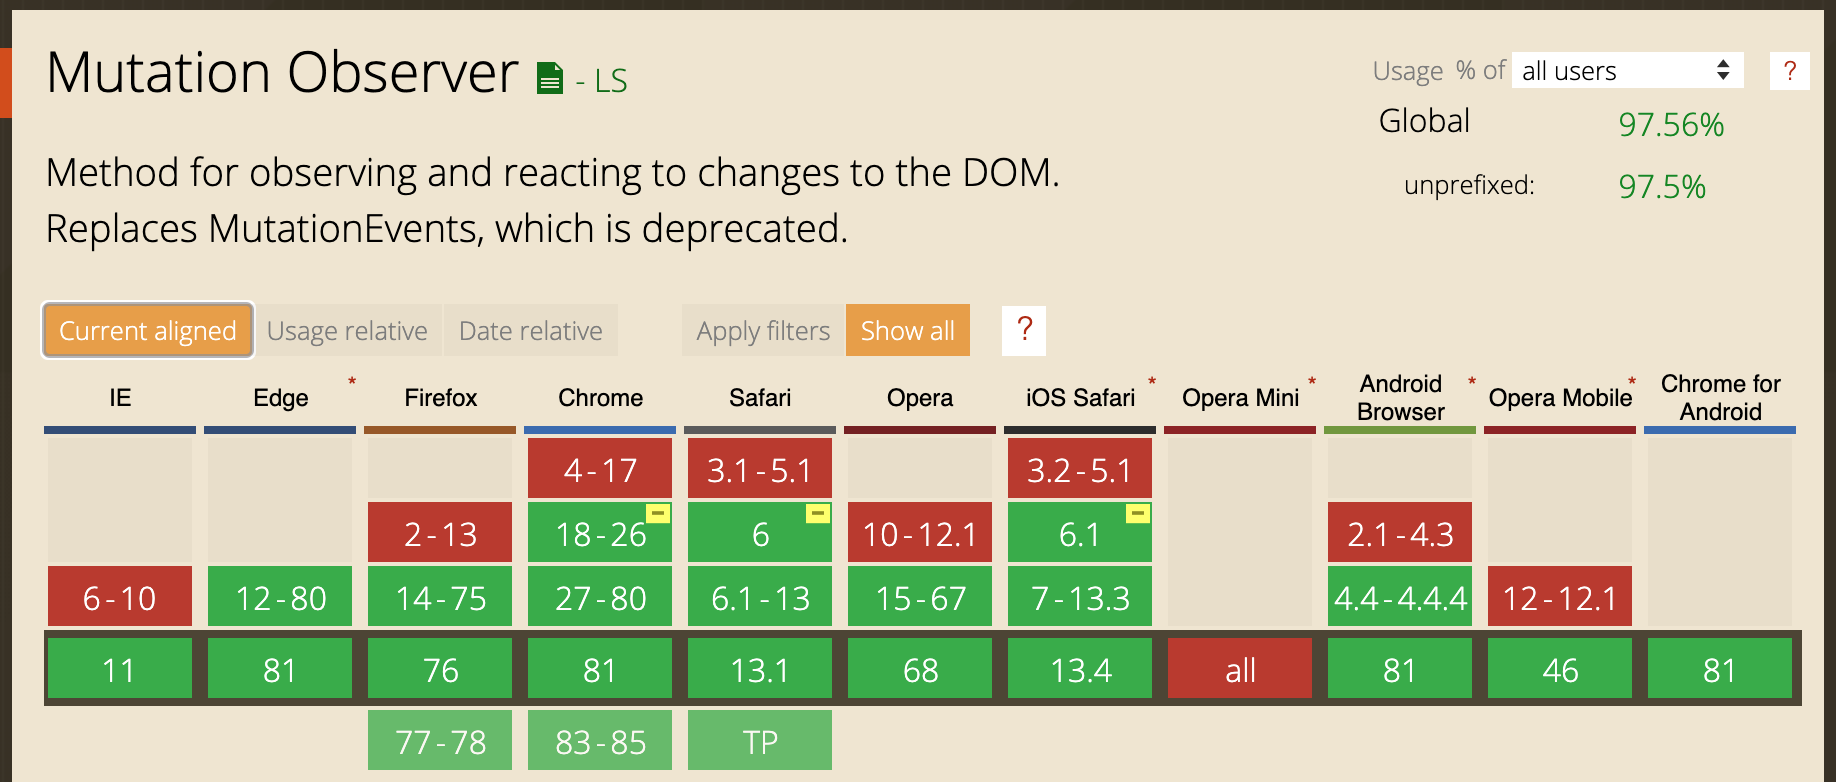 Mutation Observer - LS
Usage % of all users ?
Global 97.56%
unprefixed: 97.5%
Method for observing and reacting to changes to the DOM.
Replaces MutationEvents, which is deprecated.
Current aligned Usage relative Date relative Apply filters Show all ?
IE Edge * Firefox Chrome Safari Opera iOS Safari * Opera Mini * Android Browser * Opera Mobile * Chrome for Android
4-17 3.1-5.1 3.2-5.1
2-13 18-26 6 10-12.1 6.1 2.1-4.3
6-10 12-80 14-75 27-80 6.1-13 15-67 7-13.3 4.4-4.4.4 12-12.1
11 81 76 81 13.1 68 13.4 all 81 46 81
77-78 83-85 TP